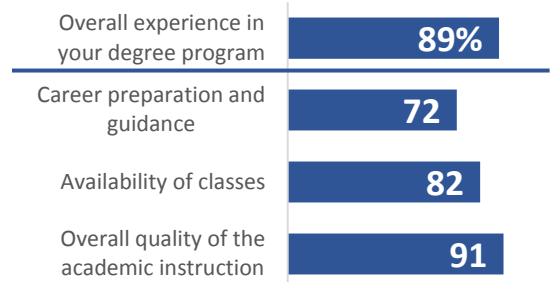 Overall experience in
your degree program
89%
Career preparation and
guidance
72
Availability of classes
82
Overall quality of the
academic instruction
91